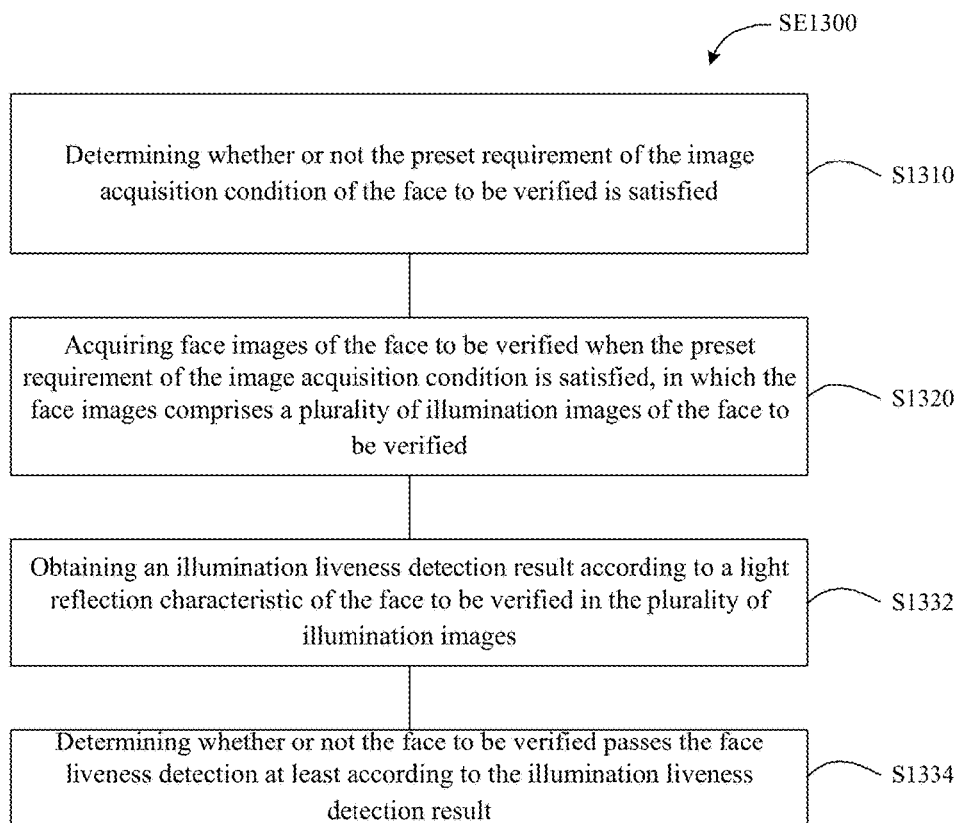 SE1300
Determining whether or not the preset requirement of the image
acquisition condition of the face to be verified is satisfied
S1310
Acquiring face images of the face to be verified when the preset
requirement of the image acquisition condition is satisfied, in which the
face images comprises a plurality of illumination images of the face to
be verified
S1320
Obtaining an illumination liveness detection result according to a light
reflection characteristic of the face to be verified in the plurality of
illumination images
S1332
Determining whether or not the face to be verified passes the face
liveness detection at least according to the illumination liveness
detection result
S1334